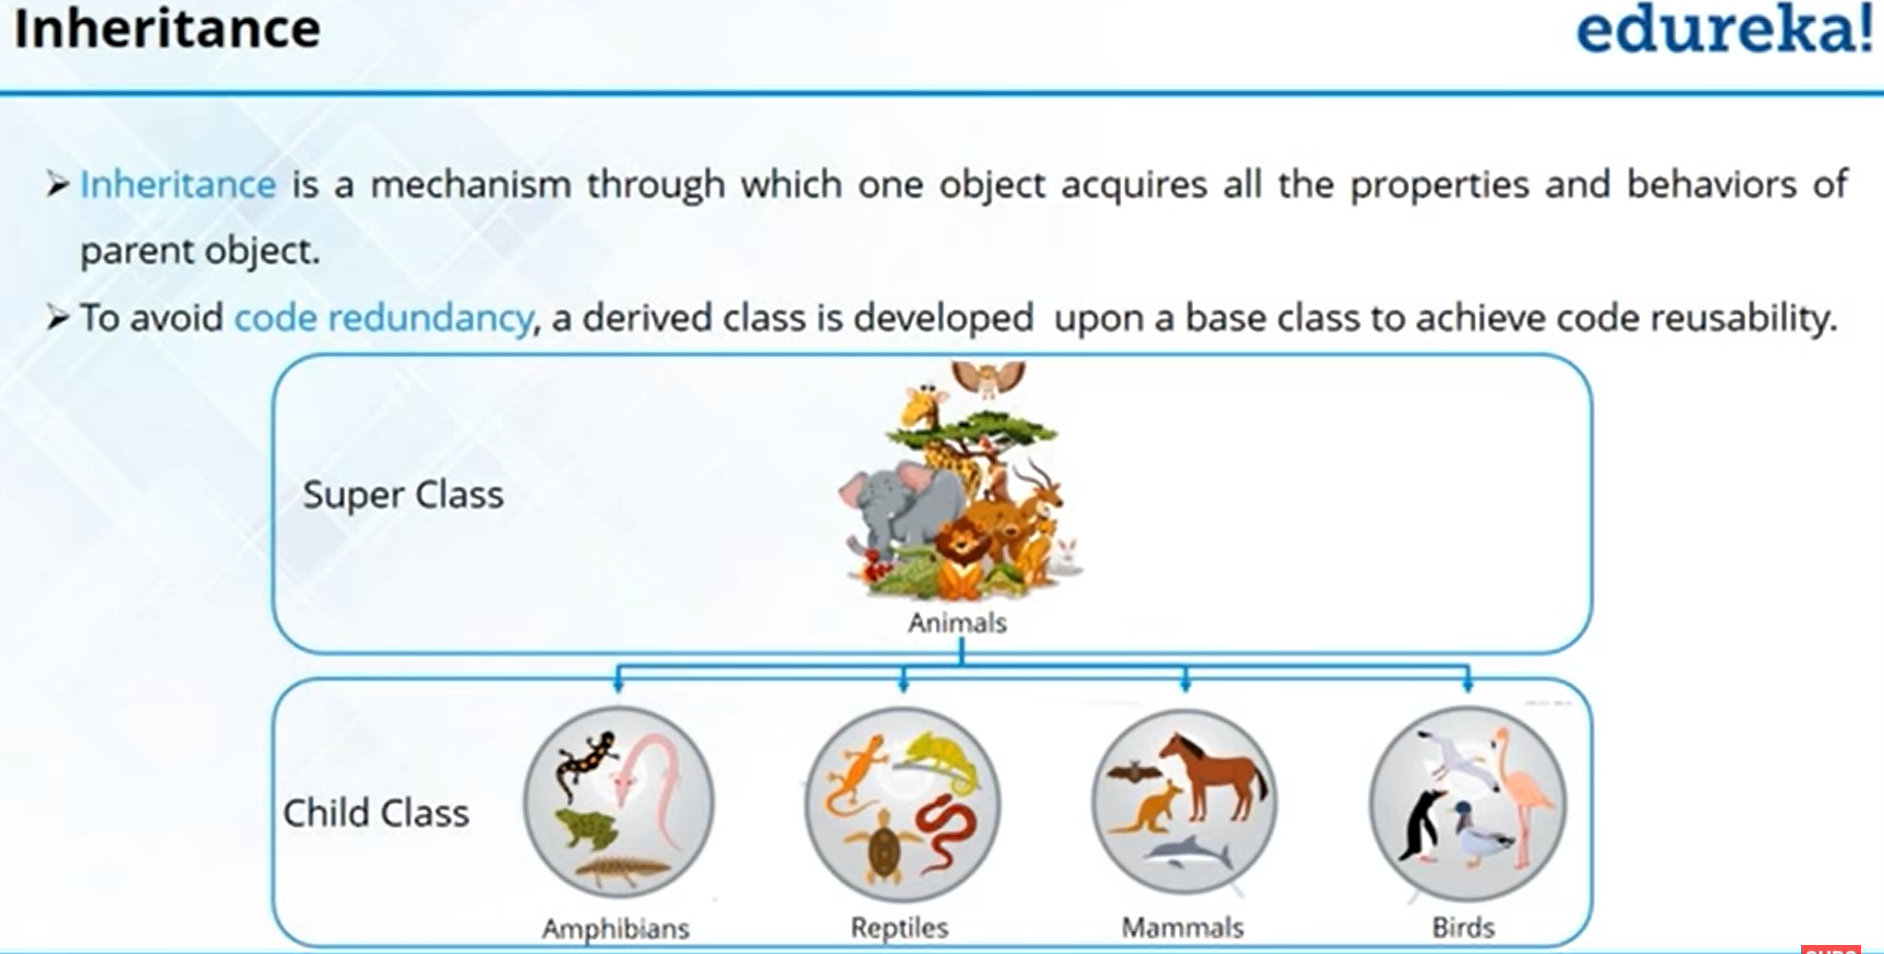 Inheritance
edureka!
➢ Inheritance is a mechanism through which one object acquires all the properties and behaviors of
parent object.
➢ To avoid code redundancy, a derived class is developed upon a base class to achieve code reusability.
Super Class
Animals
Child Class
Amphibians
Reptiles
Mammals
Birds